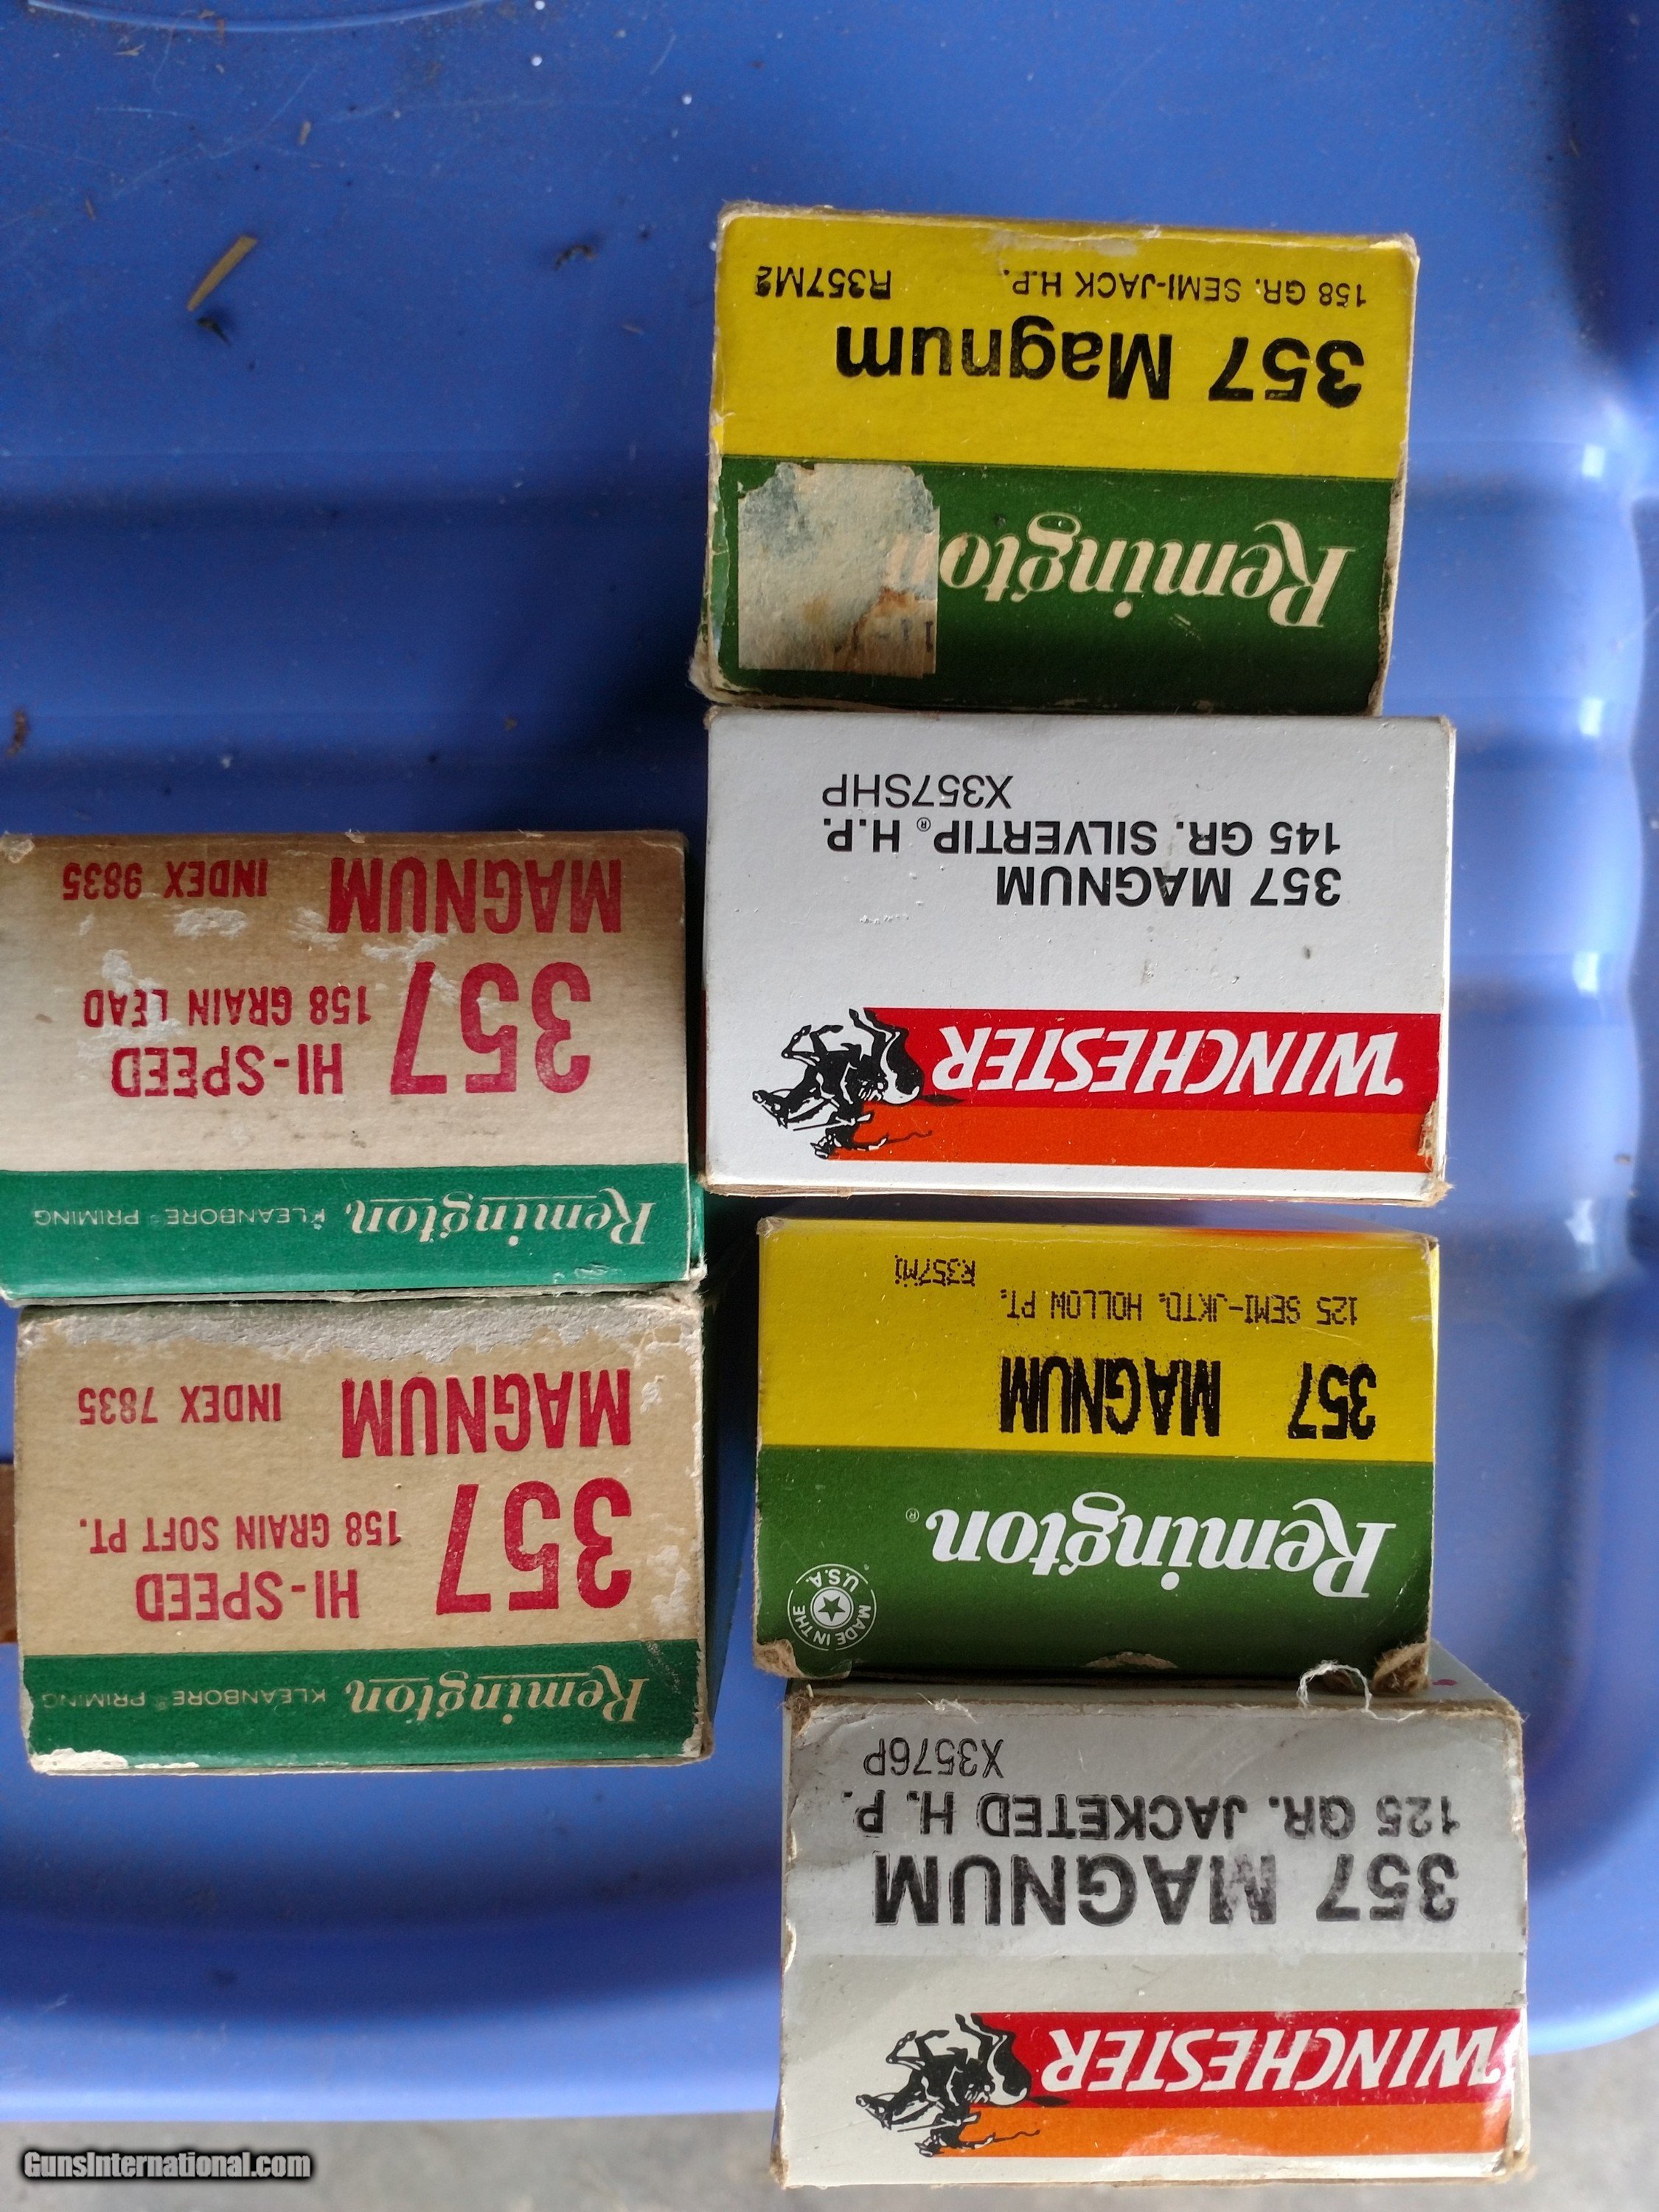 Remington
357 Magnum
158 GR. SEMI-JACK H.P. R357M2
WINCHESTER
357 MAGNUM
145 GR. SILVERTIP® H.P.
X357SHP
Remington®
MADE IN THE U.S.A.
357 MAGNUM
125 SEMI-JKTD. HOLLOW PT.
R357M1
WINCHESTER
357 MAGNUM
125 GR. JACKETED H.P.
X3576P
Remington KLEANBORE® PRIMING
357 HI-SPEED
158 GRAIN LEAD
MAGNUM INDEX 9835
Remington KLEANBORE® PRIMING
357 HI-SPEED
158 GRAIN SOFT PT.
MAGNUM INDEX 7835
GunsInternational.com